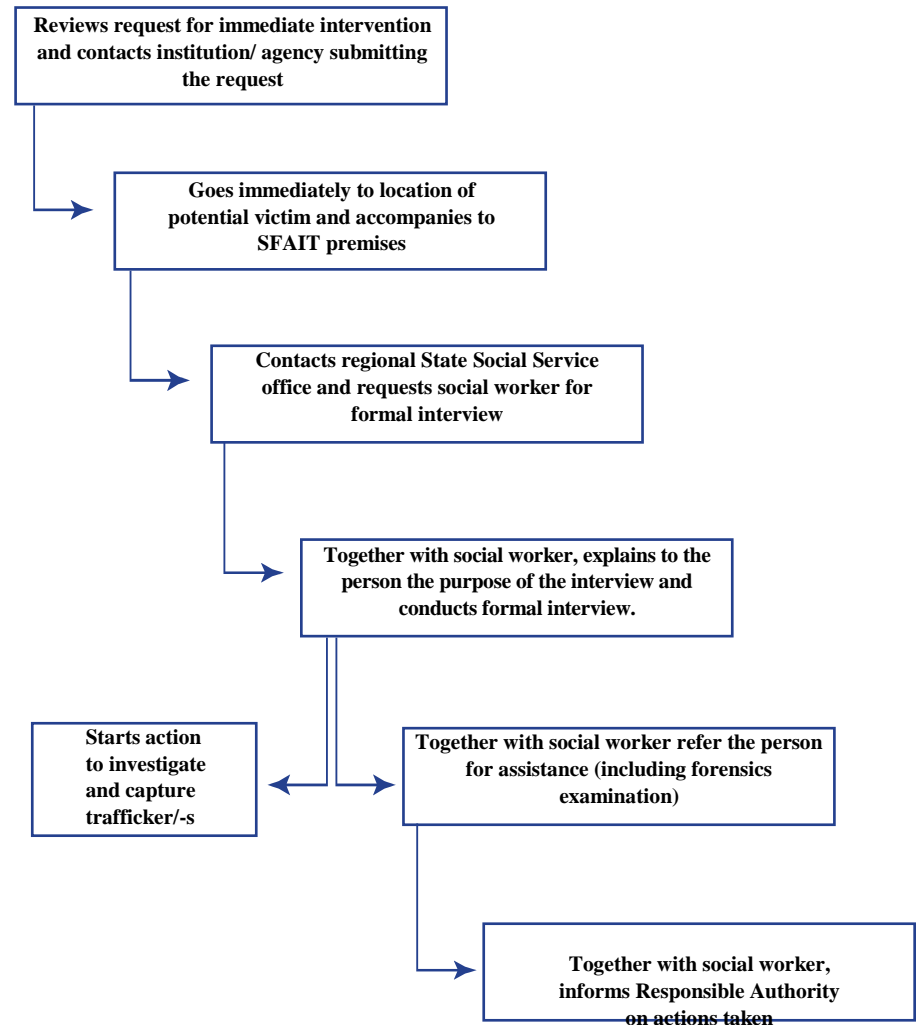 Reviews request for immediate intervention
and contacts institution/ agency submitting
the request
Goes immediately to location of
potential victim and accompanies to
SFAIT premises
Contacts regional State Social Service
office and requests social worker for
formal interview
Together with social worker, explains to the
person the purpose of the interview and
conducts formal interview.
Starts action
to investigate
and capture
trafficker/-s
Together with social worker refer the person
for assistance (including forensics
examination)
Together with social worker,
informs Responsible Authority
on actions taken